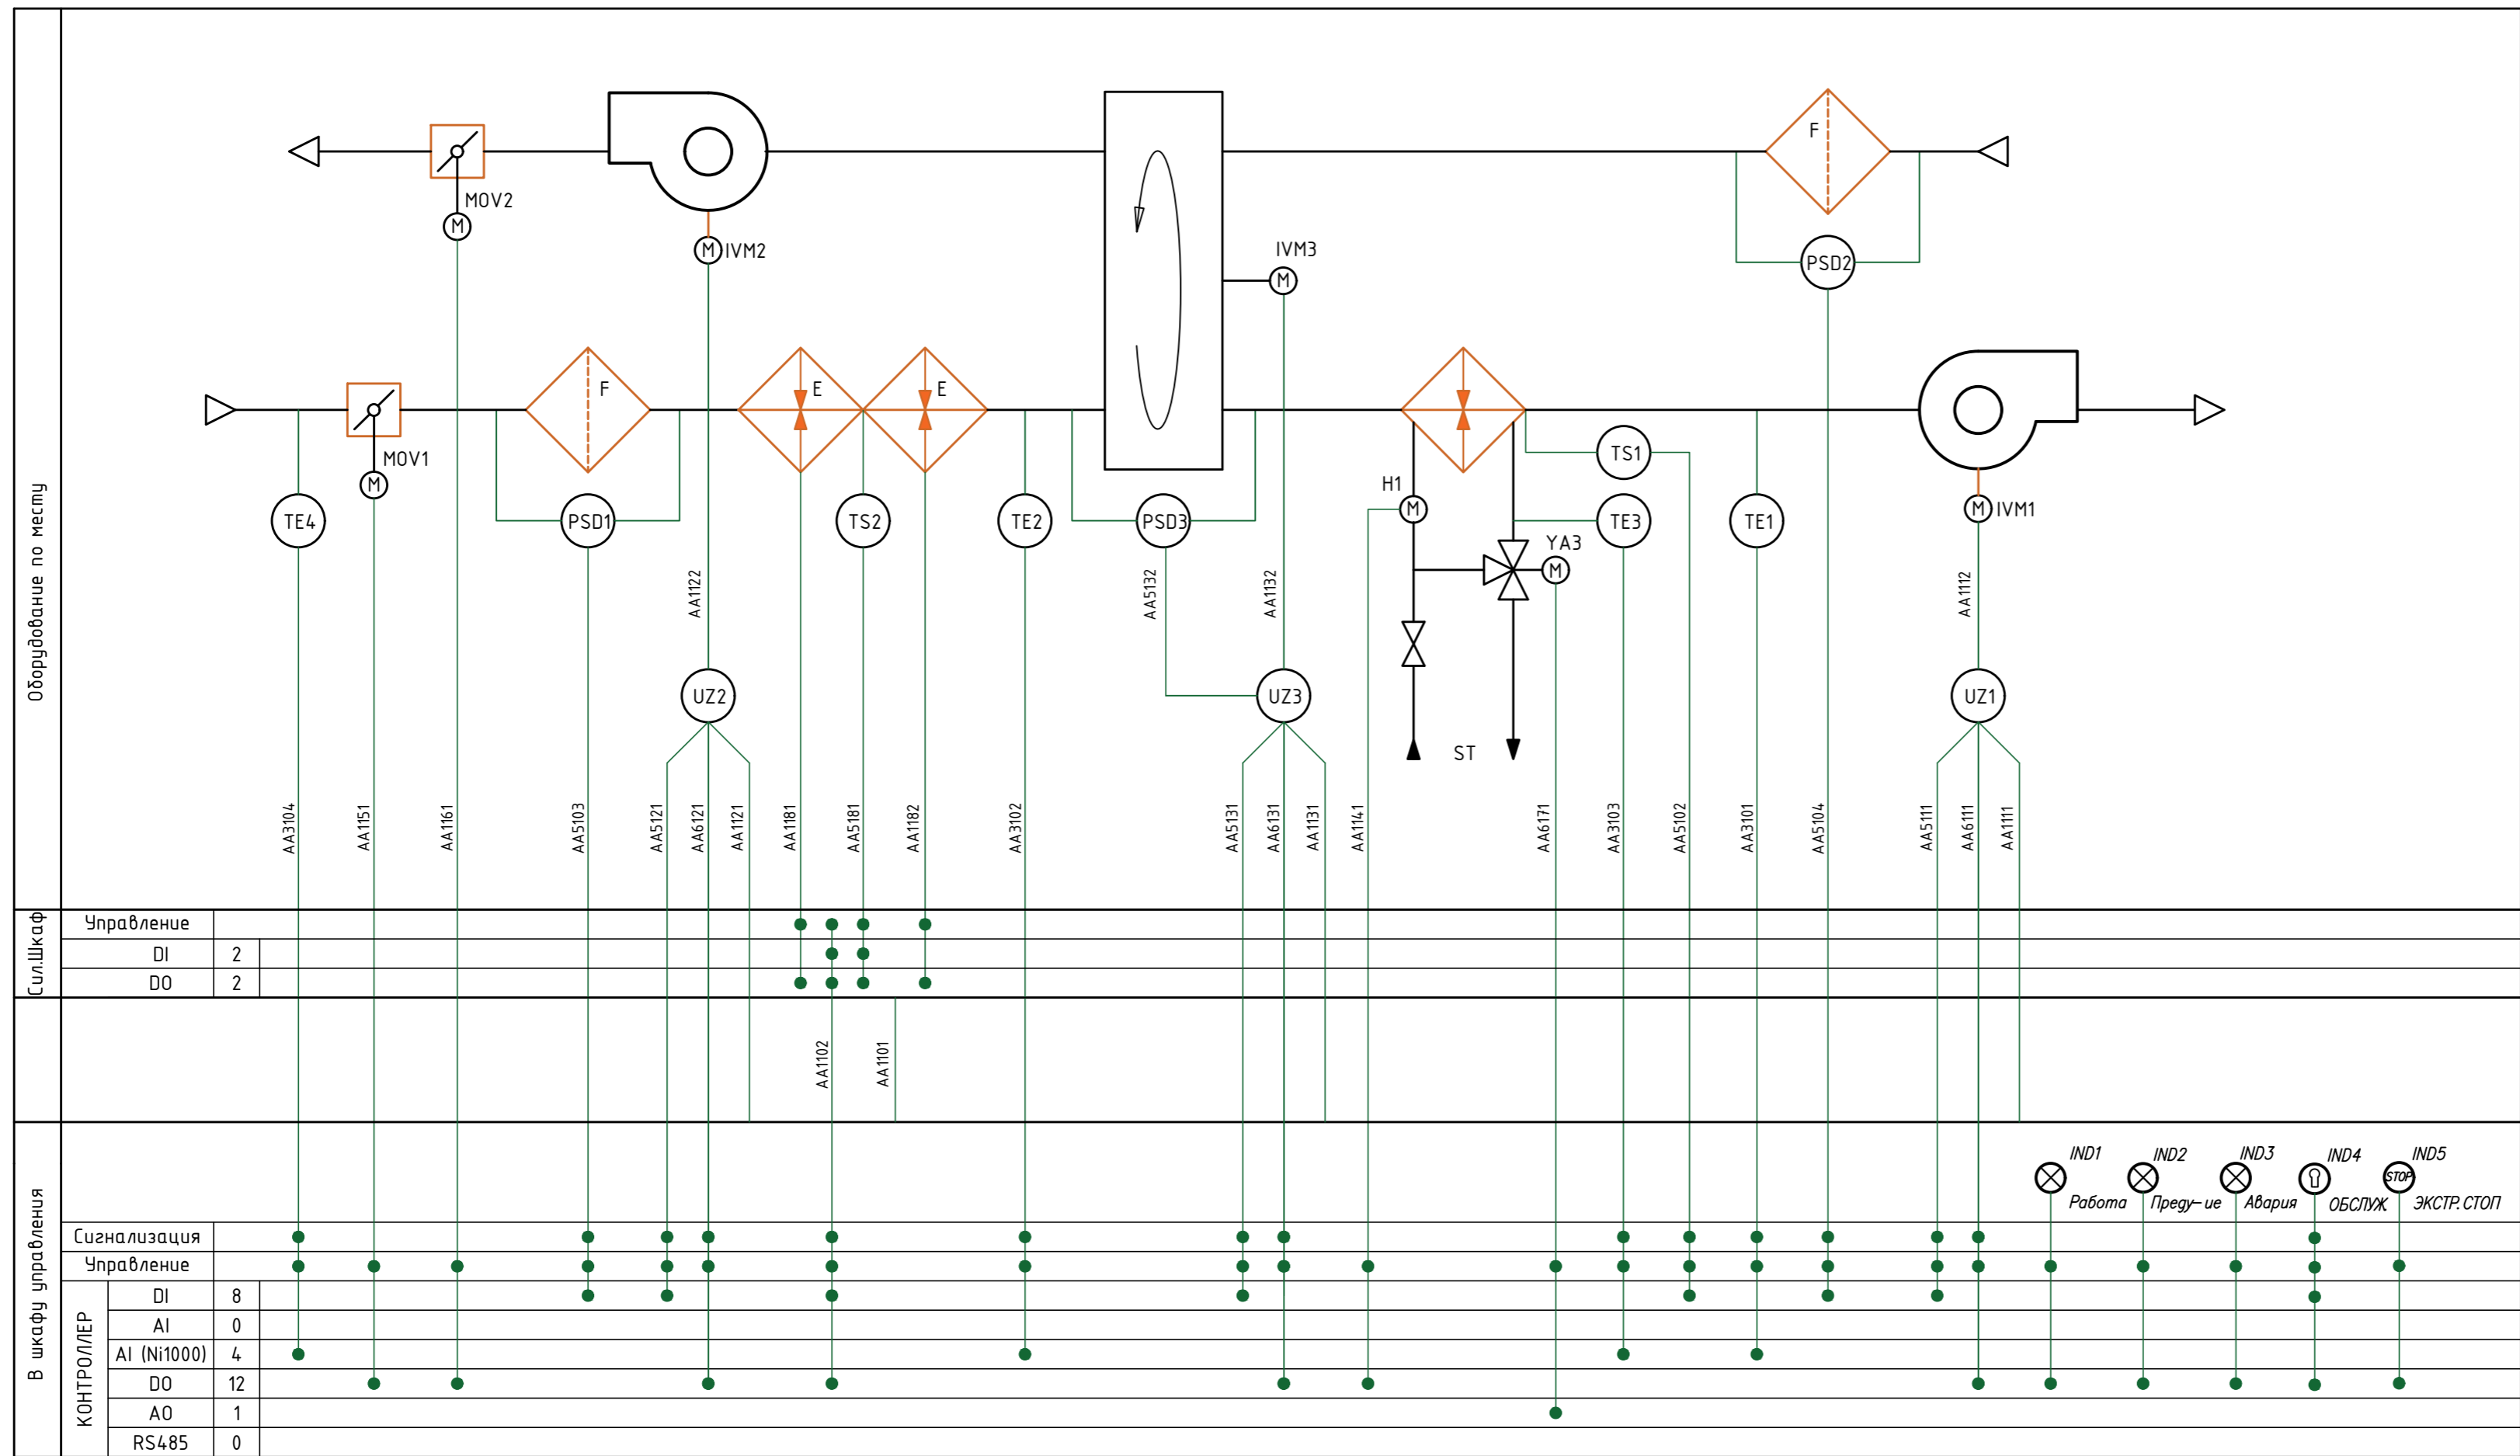 Оборудование по месту
MOV2
M
M
IVM2
IVM3
M
F
PSD2
F
E
E
MOV1
M
TE4
PSD1
TS2
TE2
PSD3
H1
M
TS1
TE3
YA3
M
TE1
M
IVM1
AA1122
AA5132
AA1132
AA1112
UZ2
UZ3
UZ1
ST
AA3104
AA1151
AA1161
AA5103
AA5121
AA6121
AA1121
AA1181
AA5181
AA1182
AA3102
AA5131
AA6131
AA1131
AA1141
AA6171
AA3103
AA5102
AA3101
AA5104
AA5111
AA6111
AA1111
Сил.Шкаф
Управление
DI 2
DO 2
AA1102
AA1101
В шкафу управления
IND1
Работа
IND2
Преду-ие
IND3
Авария
IND4
ОБСЛУЖ
STOP
IND5
ЭКСТР. СТОП
Сигнализация
Управление
КОНТРОЛЛЕР
DI 8
AI 0
AI (Ni1000) 4
DO 12
AO 1
RS485 0